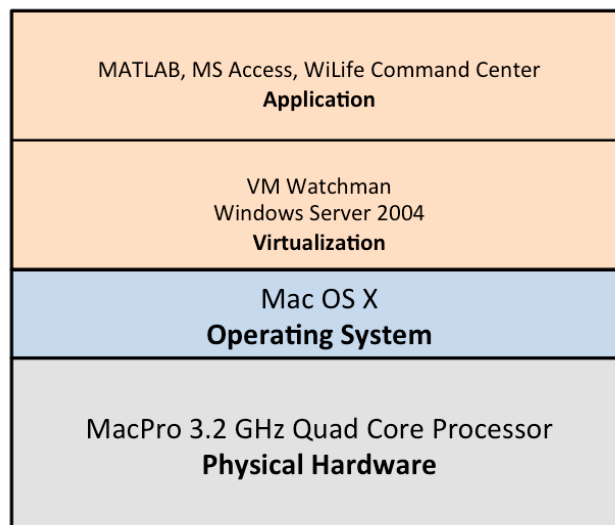 MATLAB, MS Access, WiLife Command Center
Application
VM Watchman
Windows Server 2004
Virtualization
Mac OS X
Operating System
MacPro 3.2 GHz Quad Core Processor
Physical Hardware